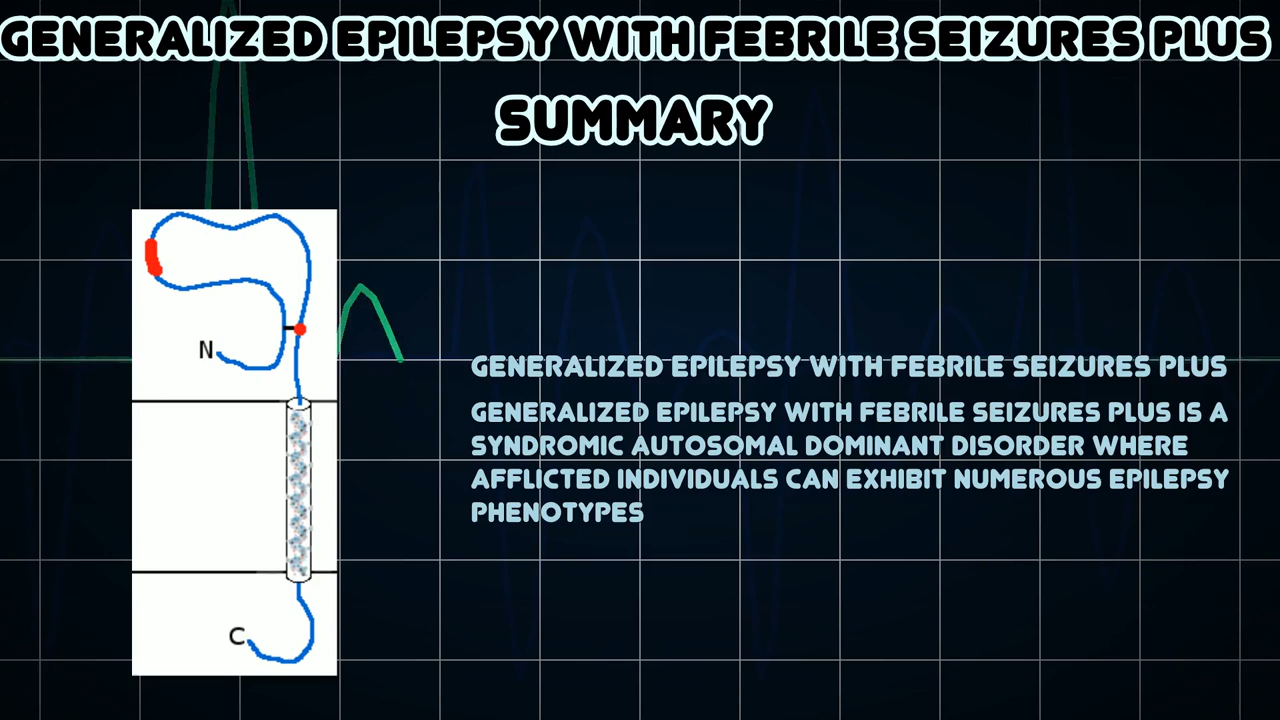 GENERALIZED EPILEPSY WITH FEBRILE SEIZURES PLUS
SUMMARY
N
C
GENERALIZED EPILEPSY WITH FEBRILE SEIZURES PLUS
GENERALIZED EPILEPSY WITH FEBRILE SEIZURES PLUS IS A
SYNDROMIC AUTOSOMAL DOMINANT DISORDER WHERE
AFFLICTED INDIVIDUALS CAN EXHIBIT NUMEROUS EPILEPSY
PHENOTYPES